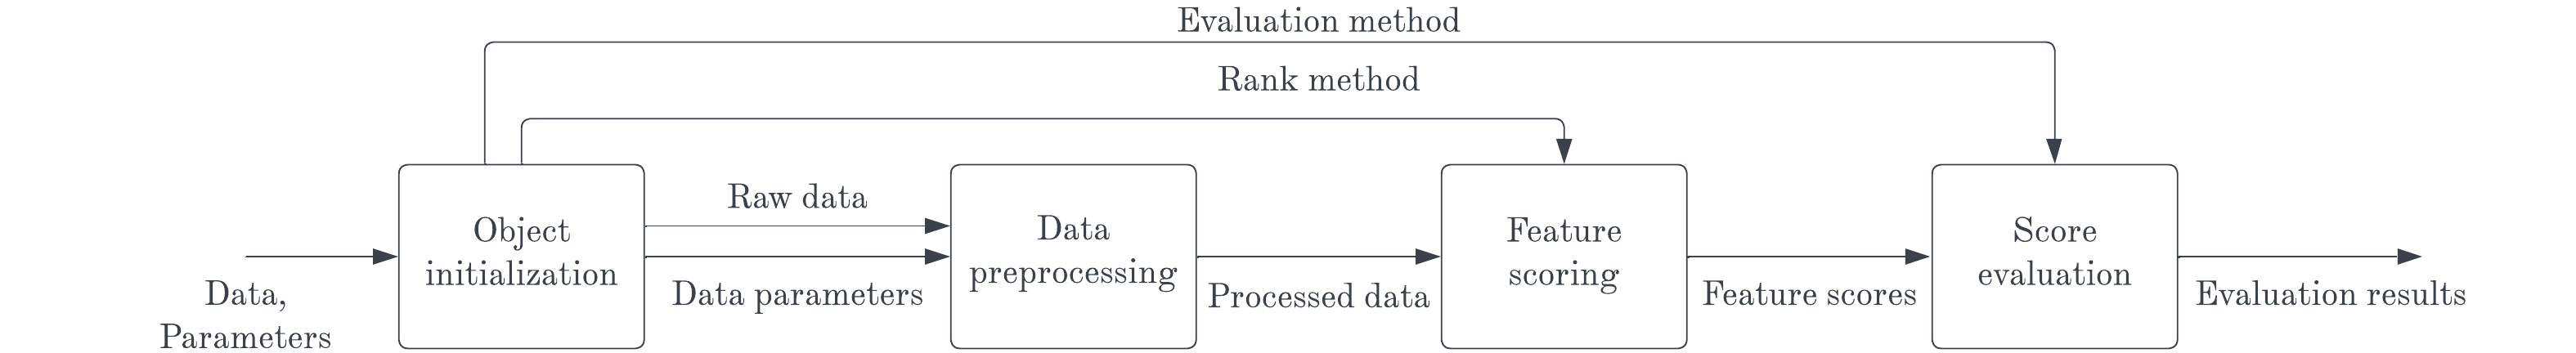 Evaluation method
Rank method
Raw data
Object
initialization
Data
preprocessing
Feature
scoring
Score
evaluation
Data,
Parameters
Data parameters
Processed data
Feature scores
Evaluation results